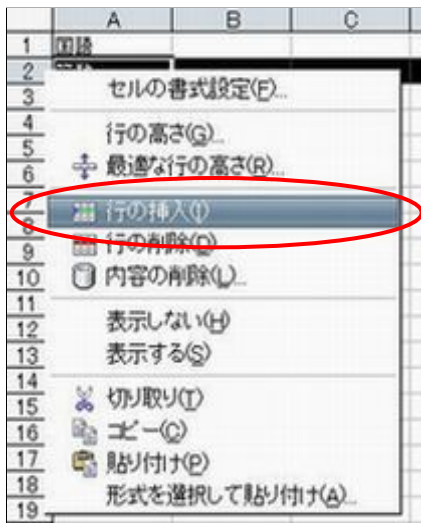 A B C
1 国語
2
3 セルの書式設定(F)...
4
5 行の高さ(G)...
6 最適な行の高さ(R)...
7
8 行の挿入(I)
9 行の削除(D)
10 内容の削除(L)...
11
12 表示しない(H)
13 表示する(S)
14
15 切り取り(T)
16 コピー(C)
17 貼り付け(P)
18 形式を選択して貼り付け(A)...
19